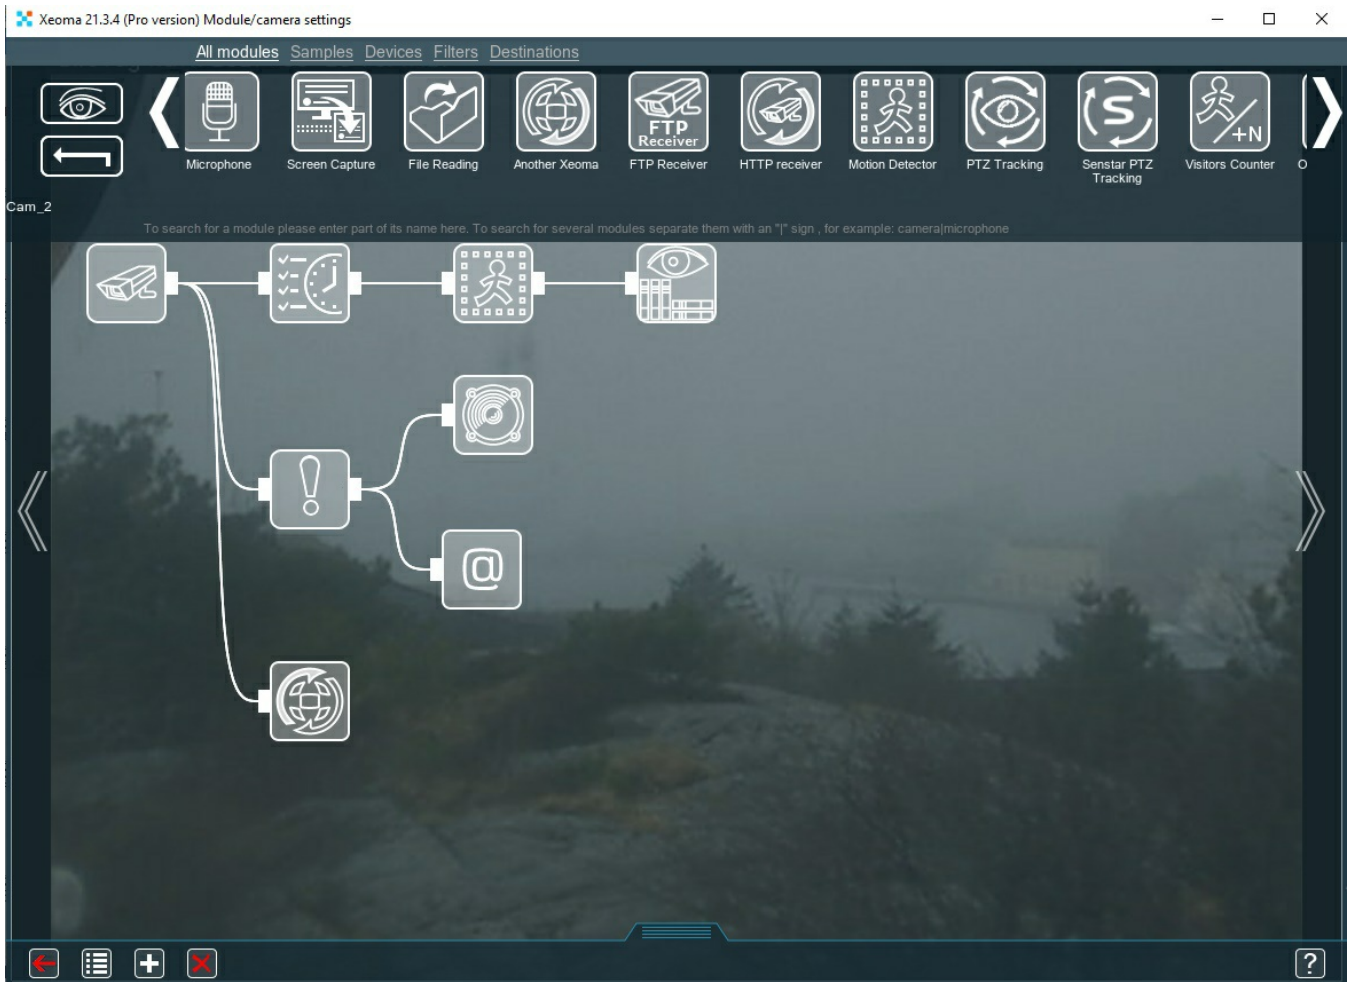 Xeoma 21.3.4 (Pro version) Module/camera settings
All modules Samples Devices Filters Destinations
FTP
Receiver
S
+N
Microphone Screen Capture File Reading Another Xeoma FTP Receiver HTTP receiver Motion Detector PTZ Tracking Senstar PTZ Visitors Counter O
Tracking
Cam_2
To search for a module please enter part of its name here. To search for several modules separate them with an "|" sign , for example: camera|microphone
!
@
?